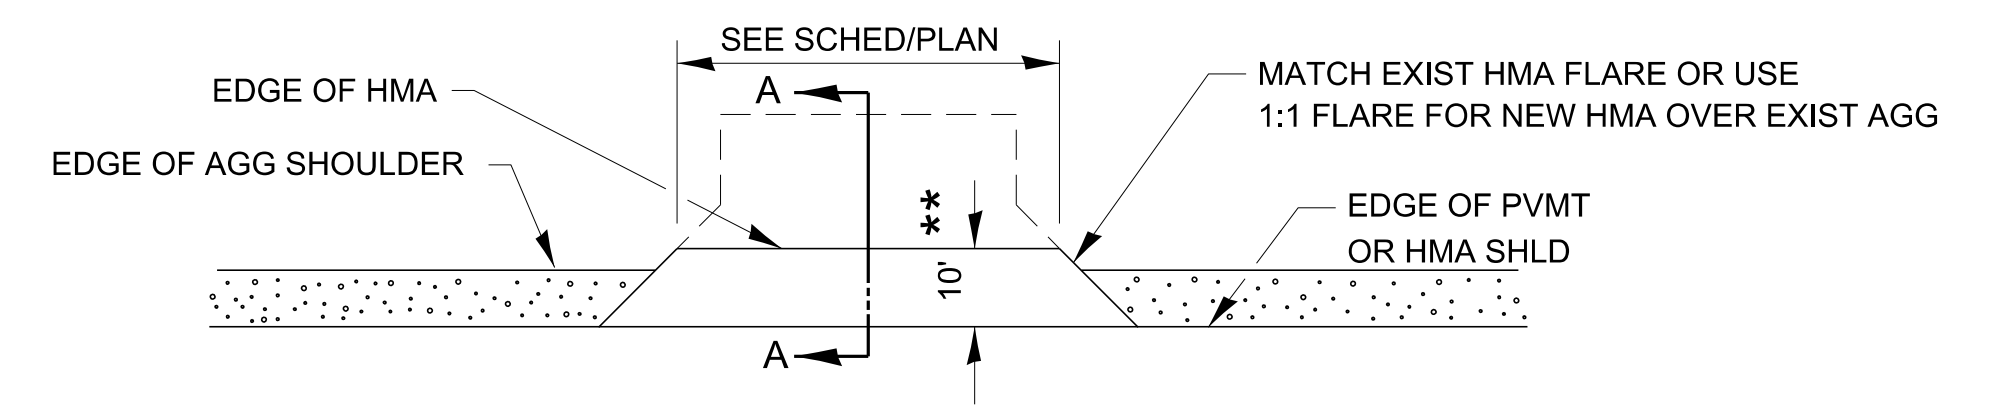 SEE SCHED/PLAN
EDGE OF HMA
A
MATCH EXIST HMA FLARE OR USE
1:1 FLARE FOR NEW HMA OVER EXIST AGG
EDGE OF AGG SHOULDER
EDGE OF PVMT
OR HMA SHLD
10' **
A